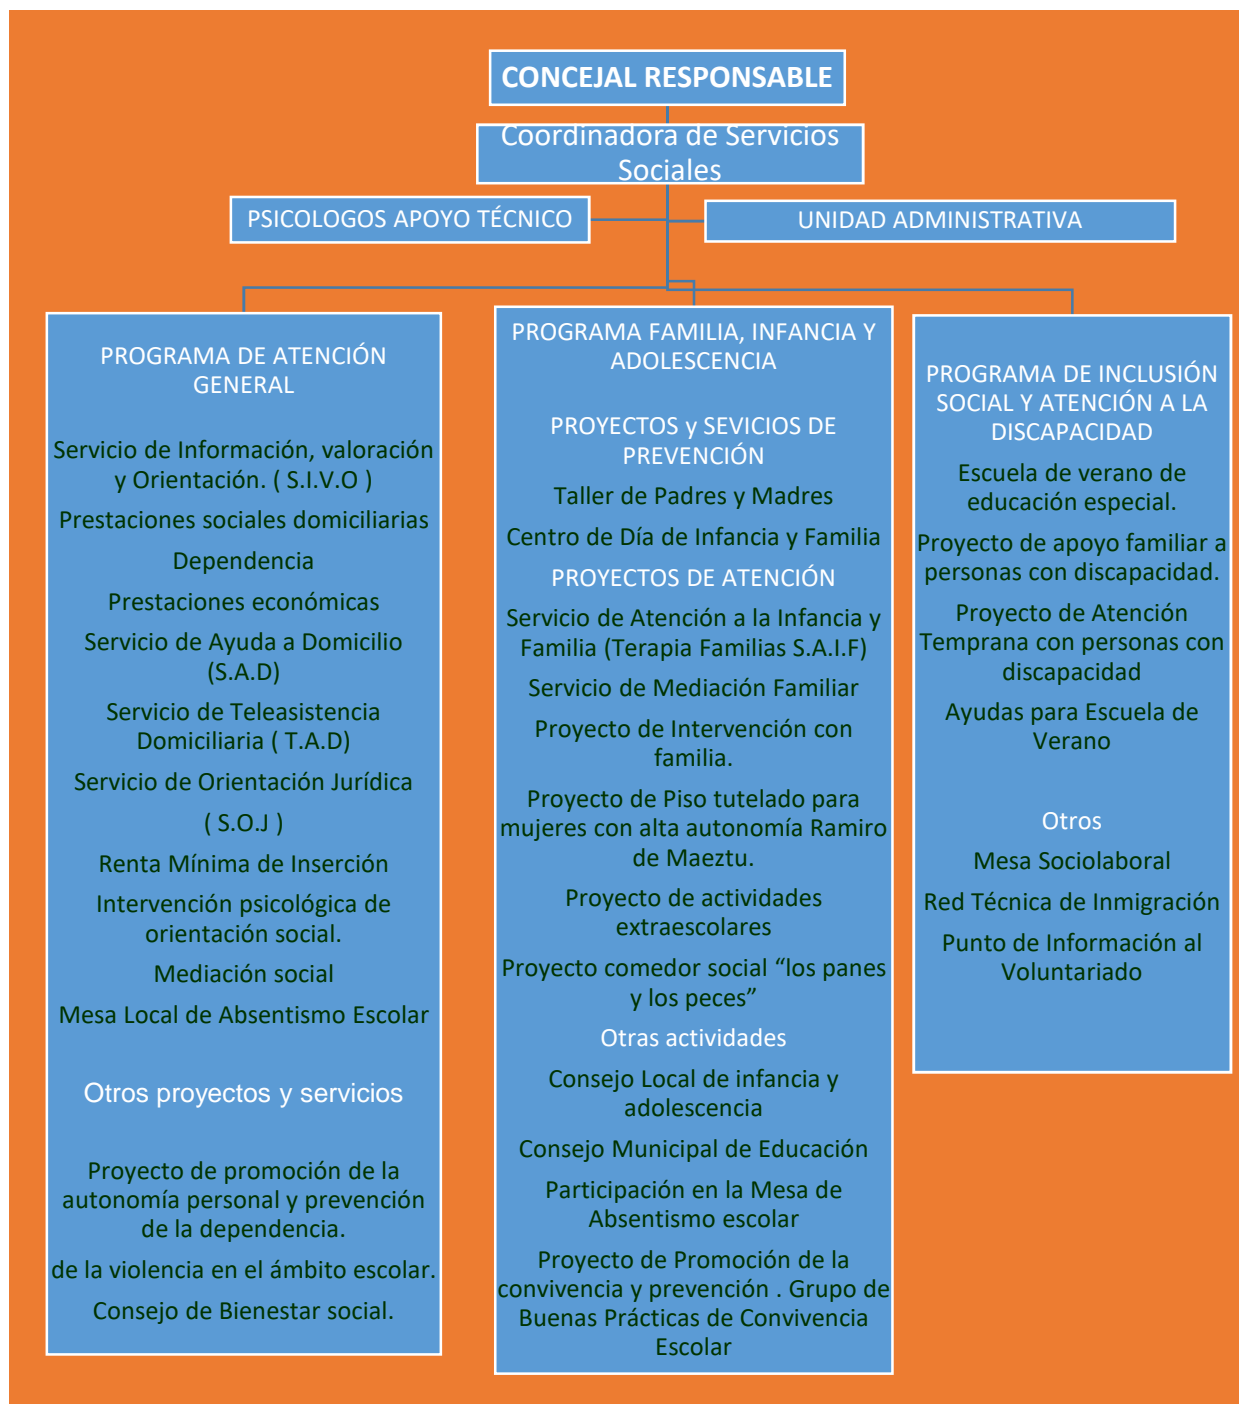 CONCEJAL RESPONSABLE
Coordinadora de Servicios
Sociales
PSICOLOGOS APOYO TÉCNICO
UNIDAD ADMINISTRATIVA
PROGRAMA DE ATENCIÓN
GENERAL
Servicio de Información, valoración
y Orientación. ( S.I.V.O )
Prestaciones sociales domiciliarias
Dependencia
Prestaciones económicas
Servicio de Ayuda a Domicilio
(S.A.D)
Servicio de Teleasistencia
Domiciliaria ( T.A.D)
Servicio de Orientación Jurídica
( S.O.J )
Renta Mínima de Inserción
Intervención psicológica de
orientación social.
Mediación social
Mesa Local de Absentismo Escolar
Otros proyectos y servicios
Proyecto de promoción de la
autonomía personal y prevención
de la dependencia.
de la violencia en el ámbito escolar.
Consejo de Bienestar social.
PROGRAMA FAMILIA, INFANCIA Y
ADOLESCENCIA
PROYECTOS y SEVICIOS DE
PREVENCIÓN
Taller de Padres y Madres
Centro de Día de Infancia y Familia
PROYECTOS DE ATENCIÓN
Servicio de Atención a la Infancia y
Familia (Terapia Familias S.A.I.F)
Servicio de Mediación Familiar
Proyecto de Intervención con
familia.
Proyecto de Piso tutelado para
mujeres con alta autonomía Ramiro
de Maeztu.
Proyecto de actividades
extraescolares
Proyecto comedor social “los panes
y los peces”
Otras actividades
Consejo Local de infancia y
adolescencia
Consejo Municipal de Educación
Participación en la Mesa de
Absentismo escolar
Proyecto de Promoción de la
convivencia y prevención . Grupo de
Buenas Prácticas de Convivencia
Escolar
PROGRAMA DE INCLUSIÓN
SOCIAL Y ATENCIÓN A LA
DISCAPACIDAD
Escuela de verano de
educación especial.
Proyecto de apoyo familiar a
personas con discapacidad.
Proyecto de Atención
Temprana con personas con
discapacidad
Ayudas para Escuela de
Verano
Otros
Mesa Sociolaboral
Red Técnica de Inmigración
Punto de Información al
Voluntariado